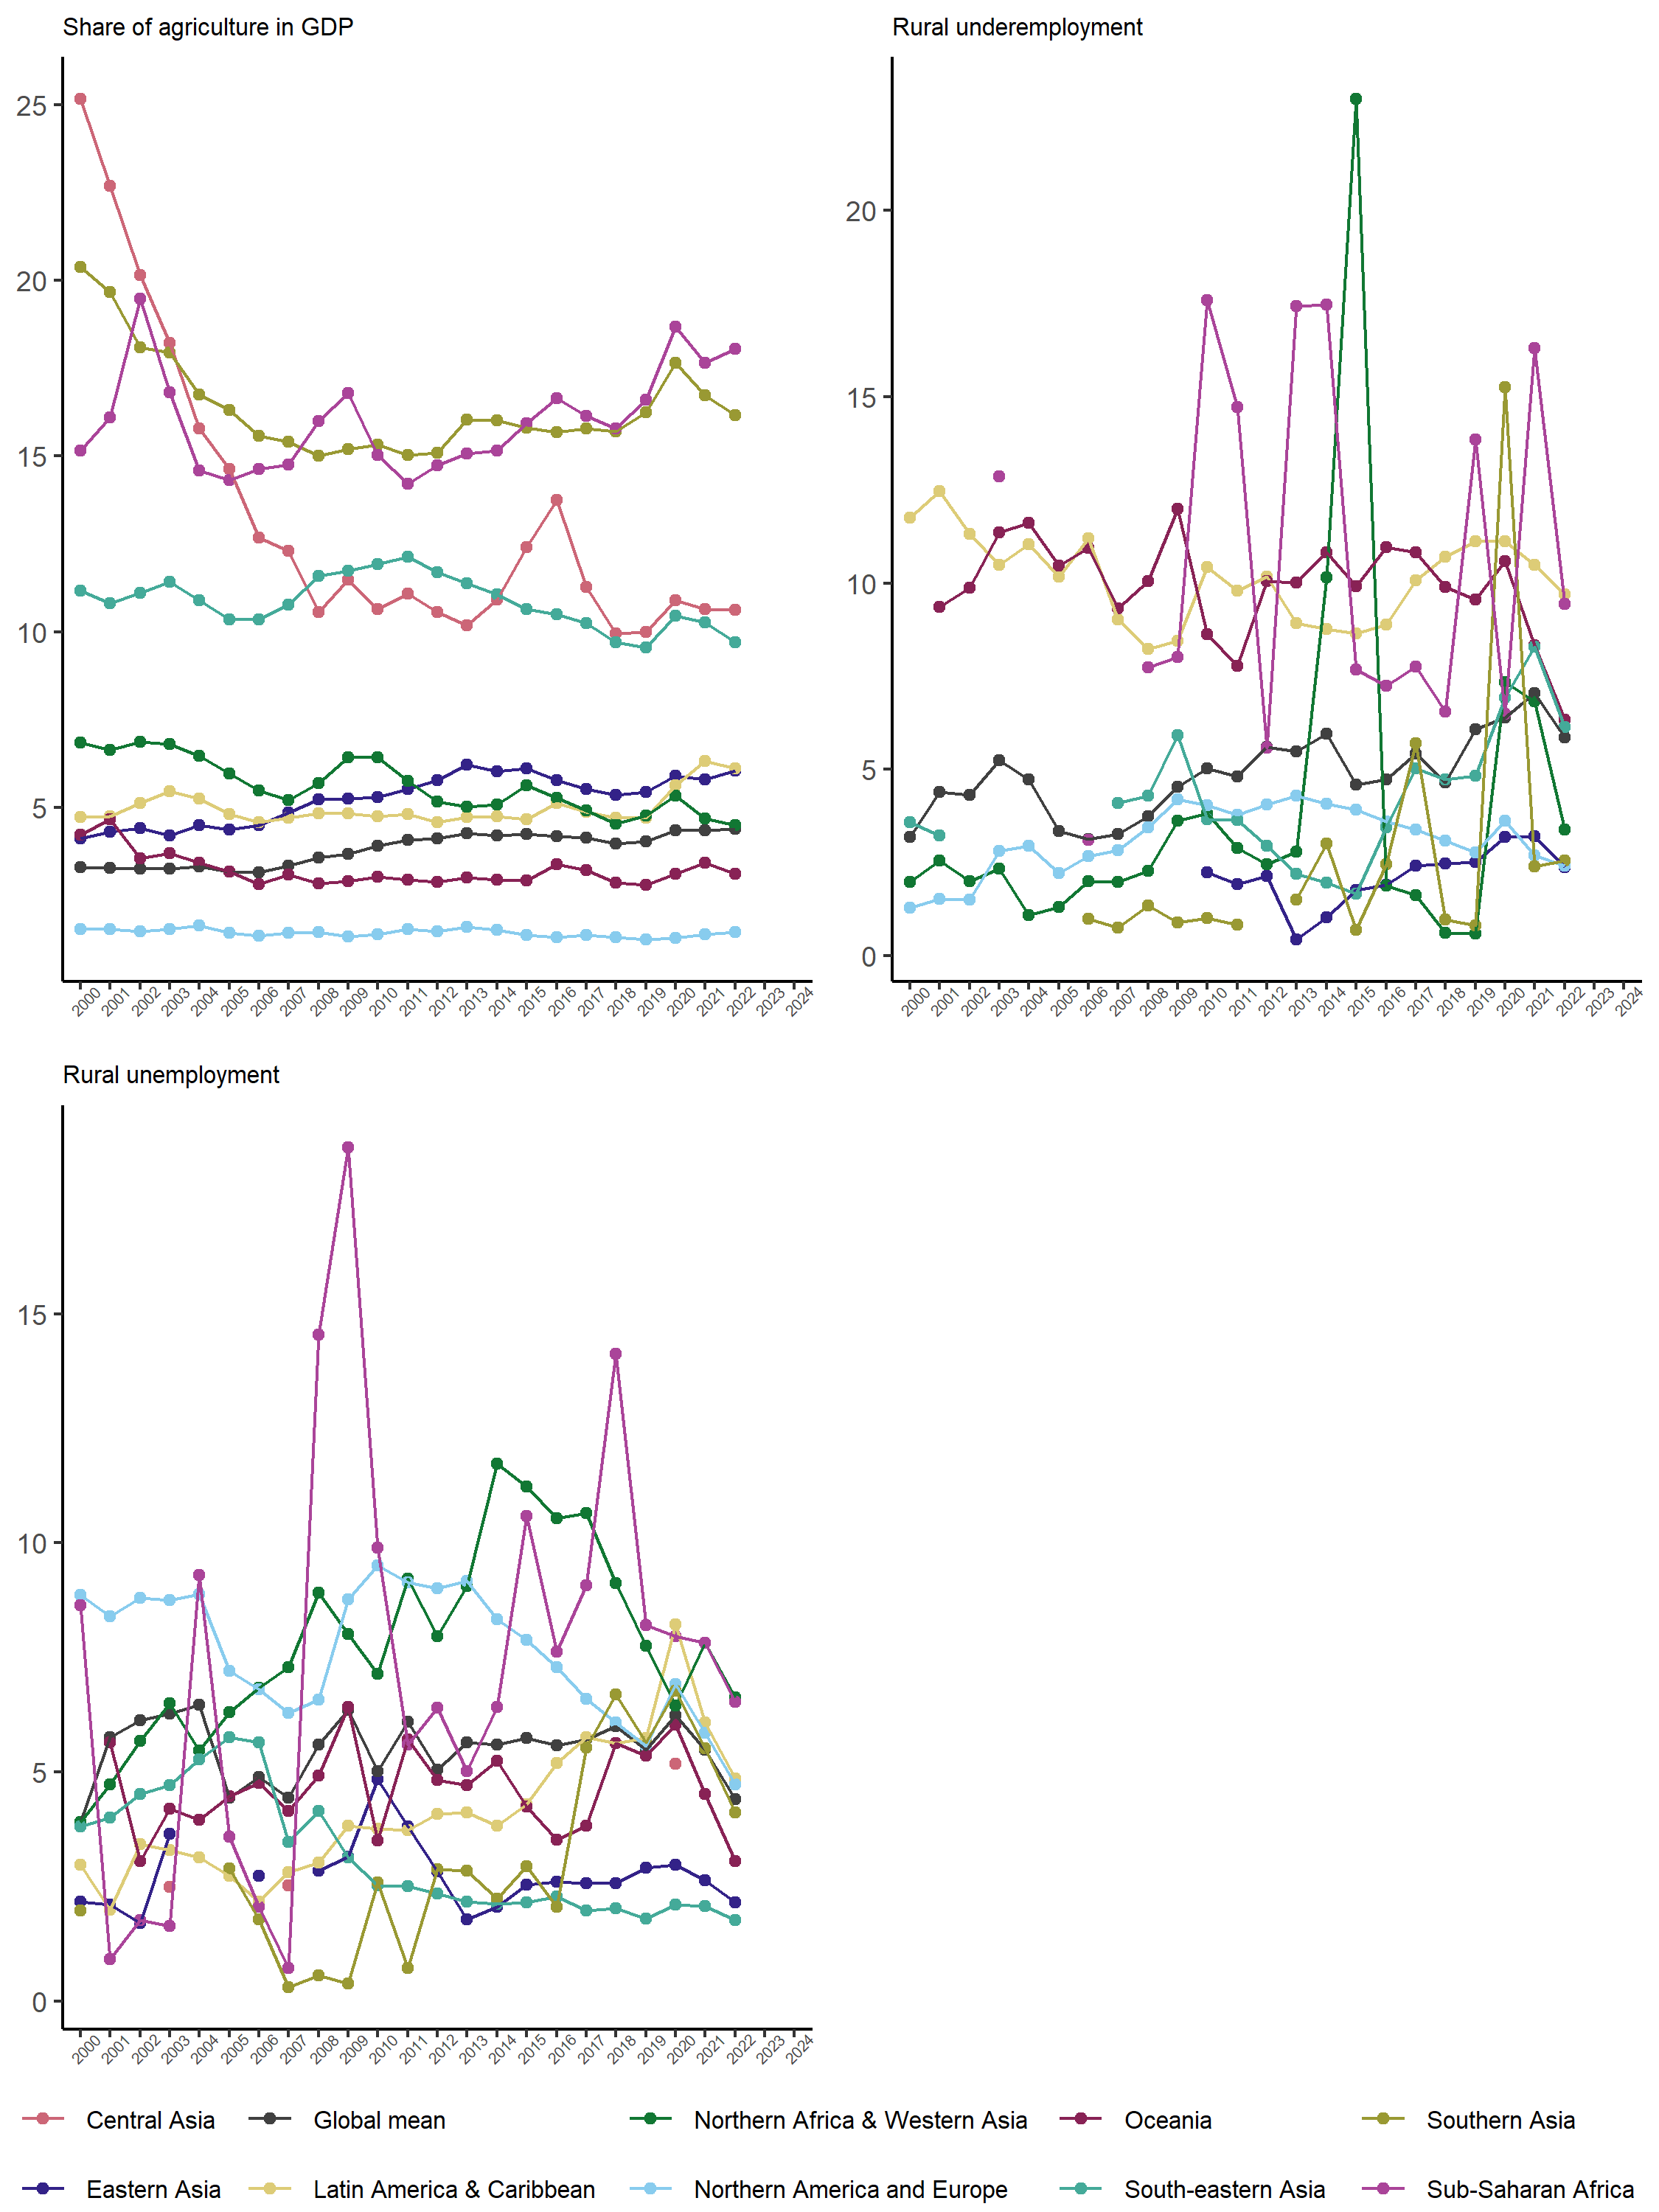 Share of agriculture in GDP
25
20
15
10
5
2000 2001 2002 2003 2004 2005 2006 2007 2008 2009 2010 2011 2012 2013 2014 2015 2016 2017 2018 2019 2020 2021 2022 2023 2024
Rural underemployment
20
15
10
5
0
2000 2001 2002 2003 2004 2005 2006 2007 2008 2009 2010 2011 2012 2013 2014 2015 2016 2017 2018 2019 2020 2021 2022 2023 2024
Rural unemployment
15
10
5
0
2000 2001 2002 2003 2004 2005 2006 2007 2008 2009 2010 2011 2012 2013 2014 2015 2016 2017 2018 2019 2020 2021 2022 2023 2024
Central Asia Global mean Northern Africa & Western Asia Oceania Southern Asia
Eastern Asia Latin America & Caribbean Northern America and Europe South-eastern Asia Sub-Saharan Africa